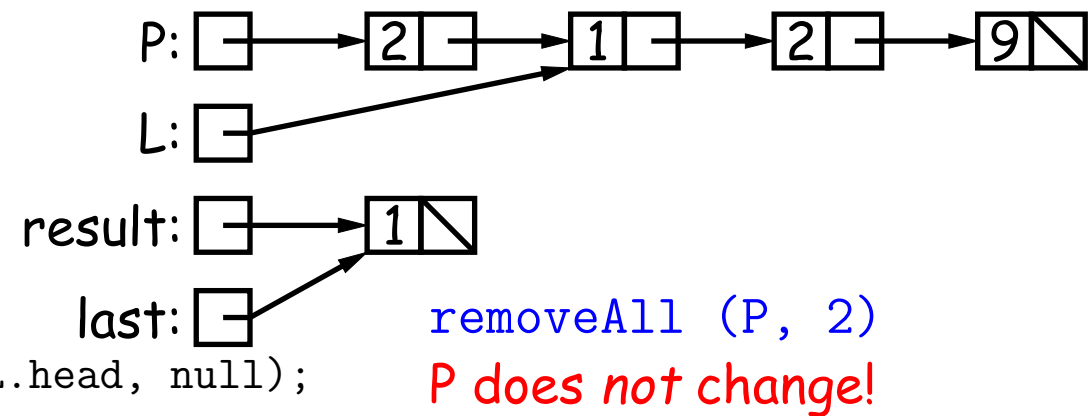 P: 2 1 2 9
L:
result: 1
last: removeAll (P, 2)
.head, null); P does not change!